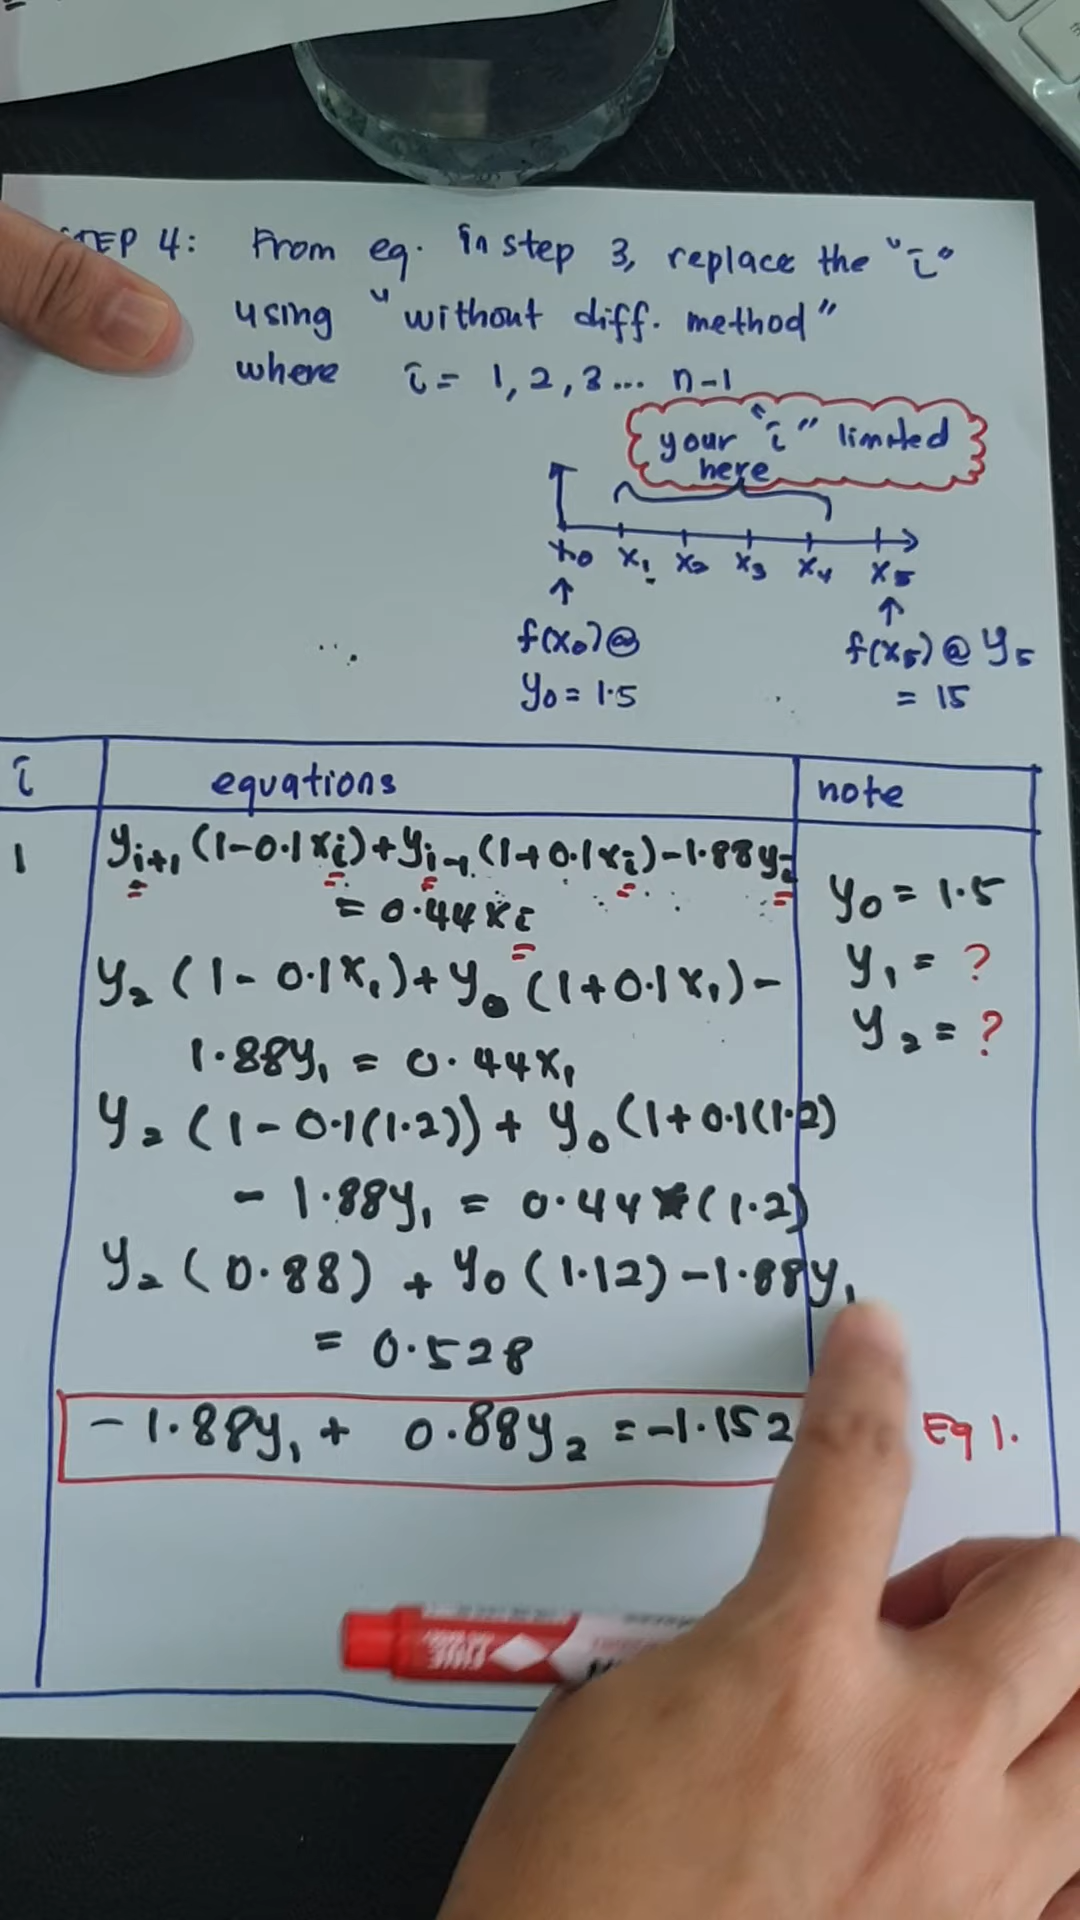 TEP 4: From eq. in step 3, replace the "i"
using "without diff. method"
where i = 1, 2, 3 ... n-1
your "i" limited
here
x0 x1 x2 x3 x4 x5
f(x0) @
y0 = 1.5
f(x5) @ y5
= 15
i equations note
1 yi+1 (1-0.1xi) + yi-1 (1+0.1xi) - 1.88yi
= 0.44xi
y2 (1 - 0.1x1) + y0 (1+0.1x1) -
1.88y1 = 0.44x1
y2 (1 - 0.1(1.2)) + y0 (1+0.1(1.2)
- 1.88y1 = 0.44 (1.2)
y2 (0.88) + y0 (1.12) - 1.88y1
= 0.528
-1.88y1 + 0.88y2 = -1.152
y0 = 1.5
y1 = ?
y2 = ?
Eq 1.